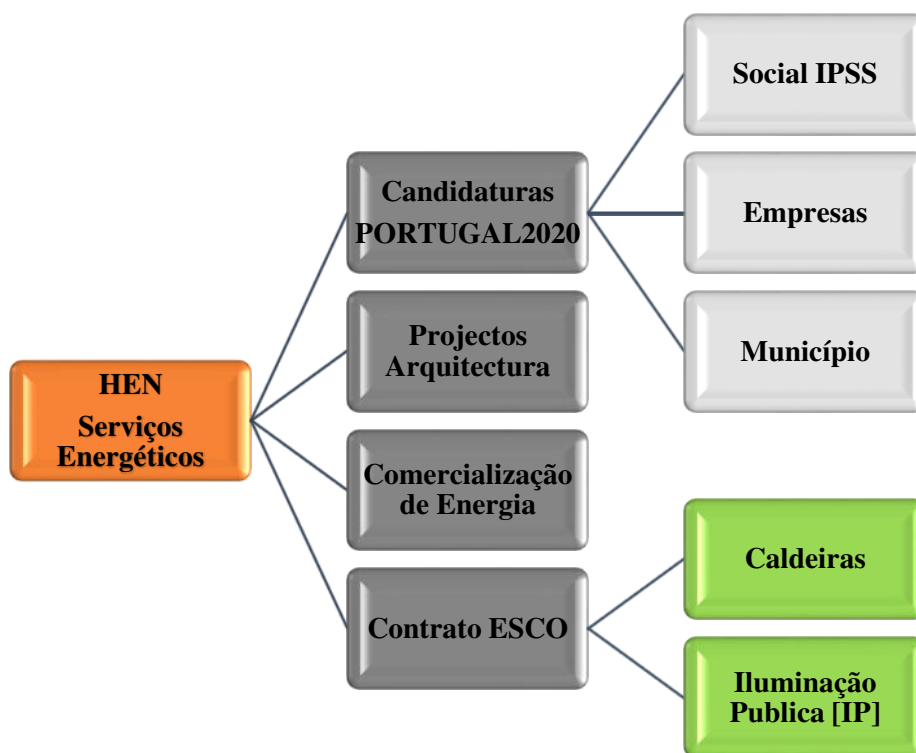 HEN
Serviços
Energéticos
Candidaturas
PORTUGAL2020
Projectos
Arquitectura
Comercialização
de Energia
Contrato ESCO
Social IPSS
Empresas
Município
Caldeiras
Iluminação
Publica [IP]